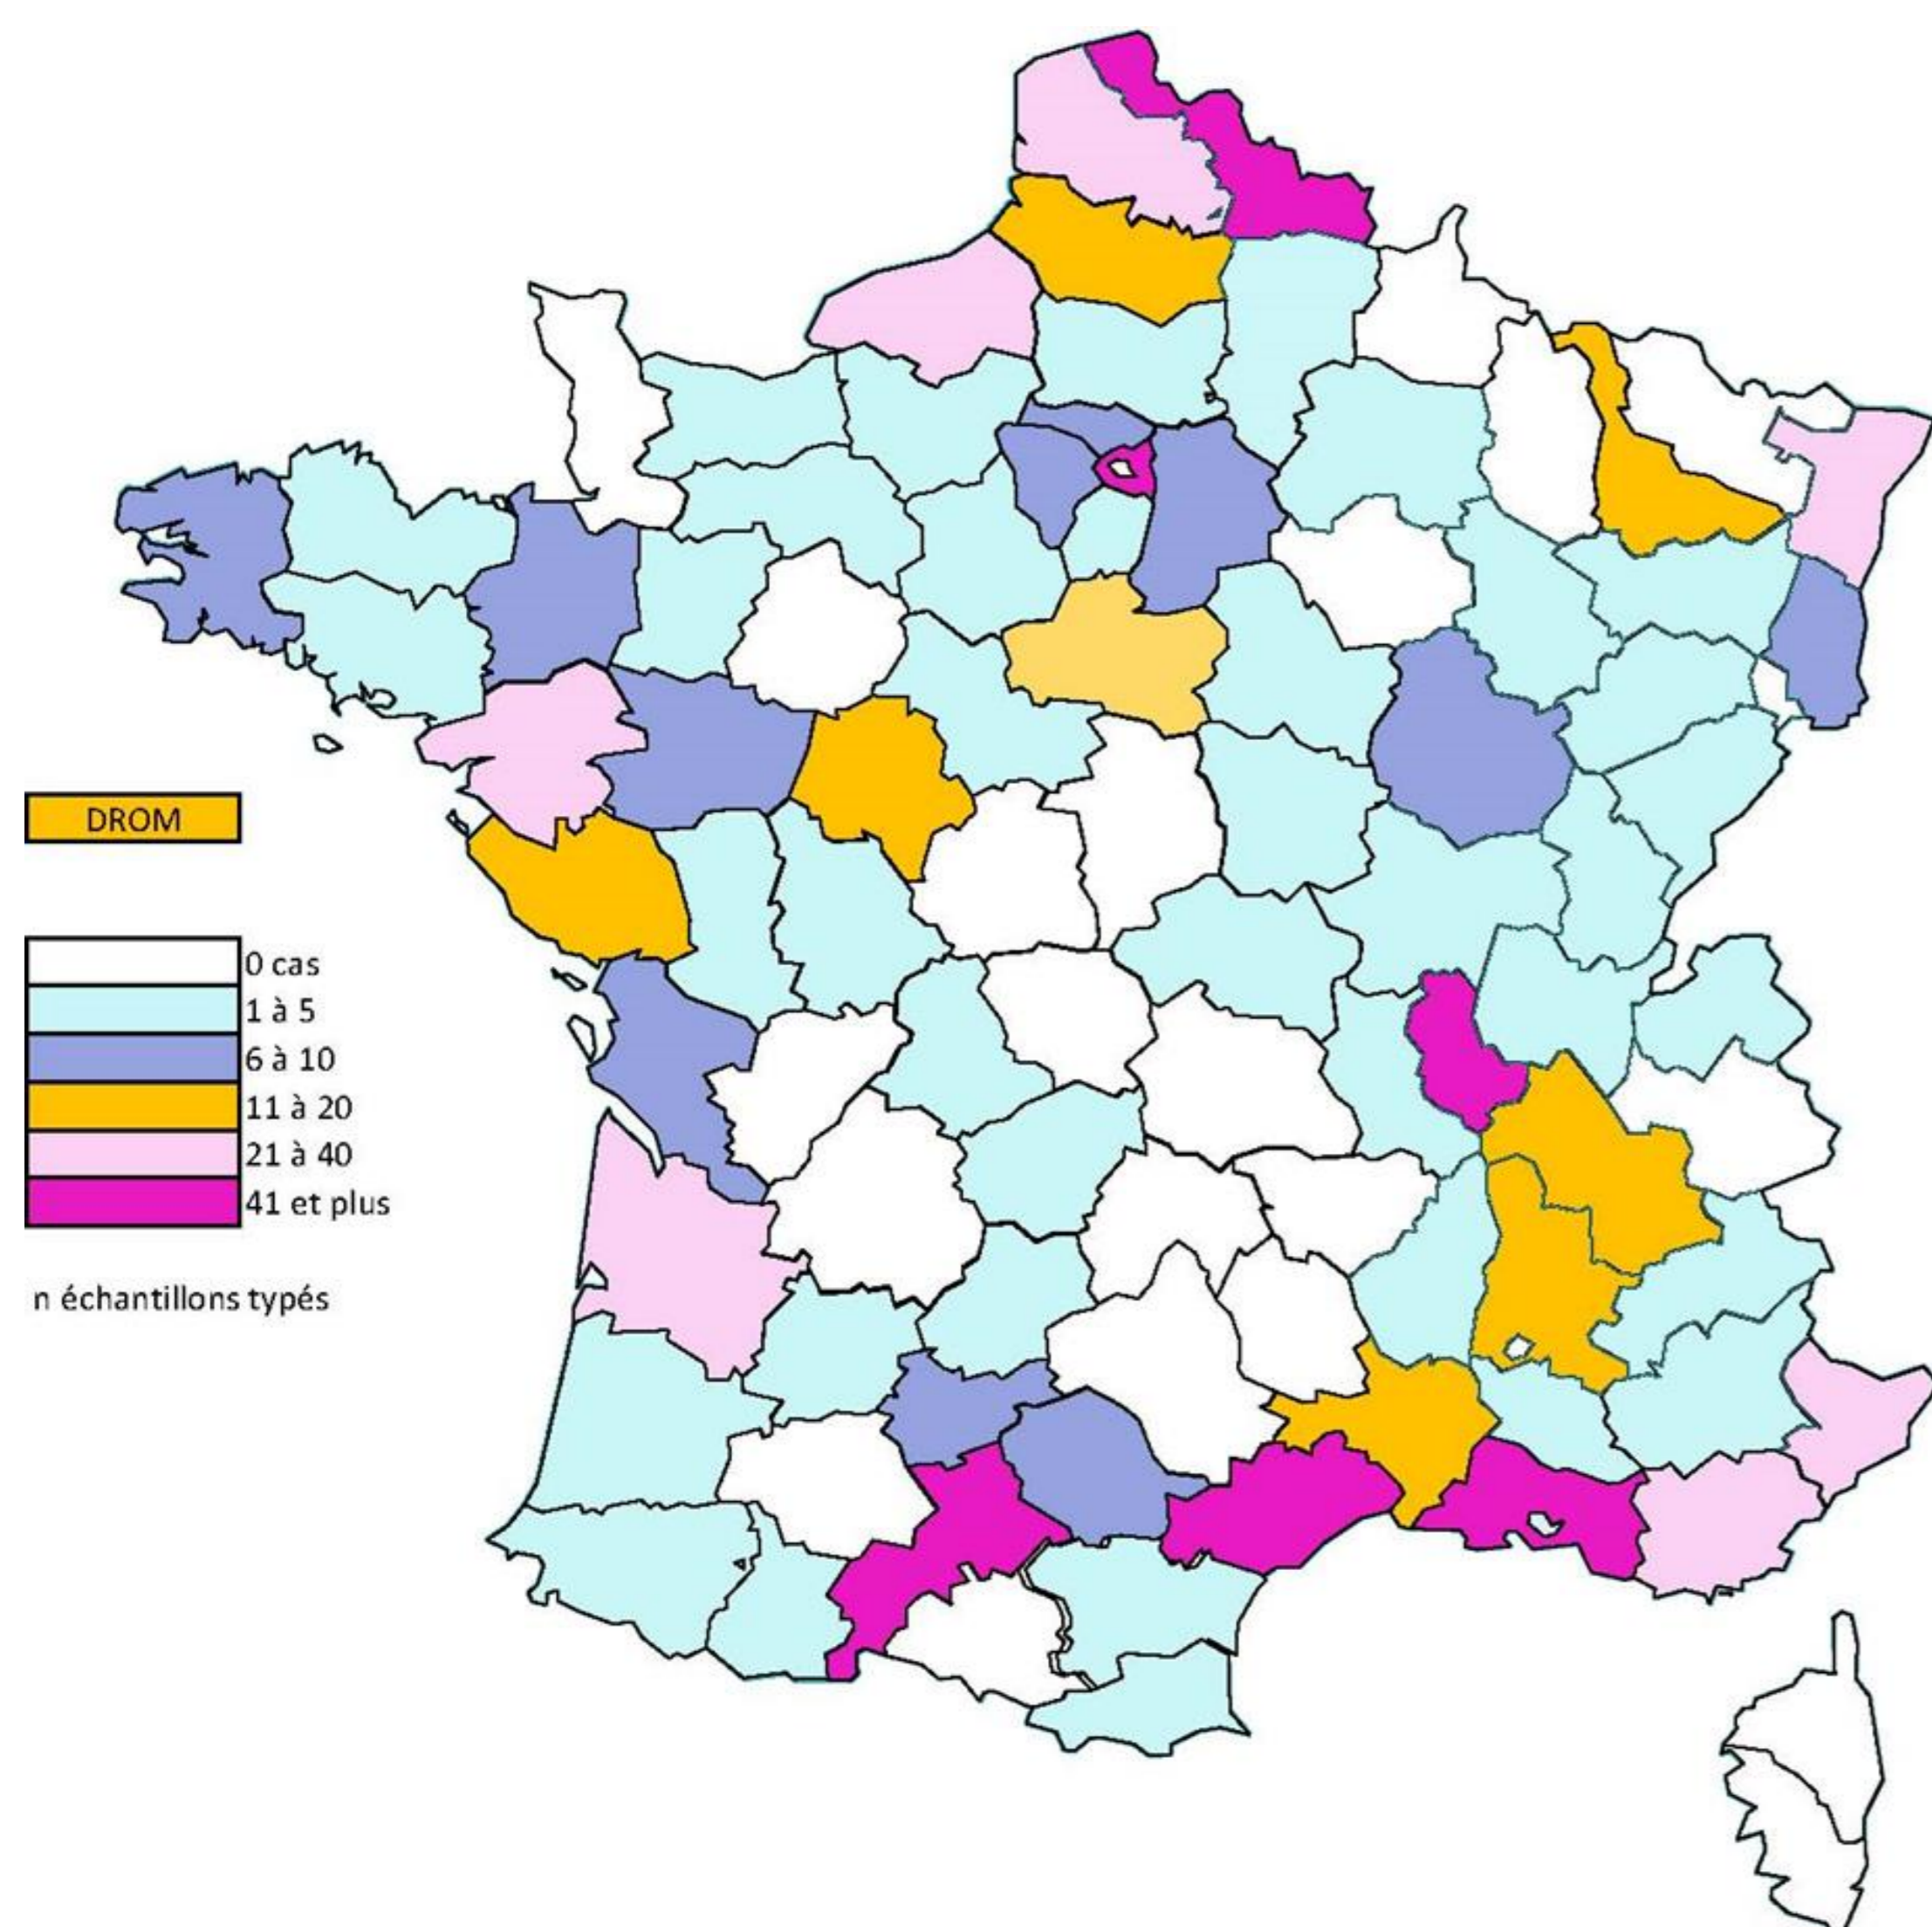 DROM
0 cas
1 à 5
6 à 10
11 à 20
21 à 40
41 et plus
n échantillons typés